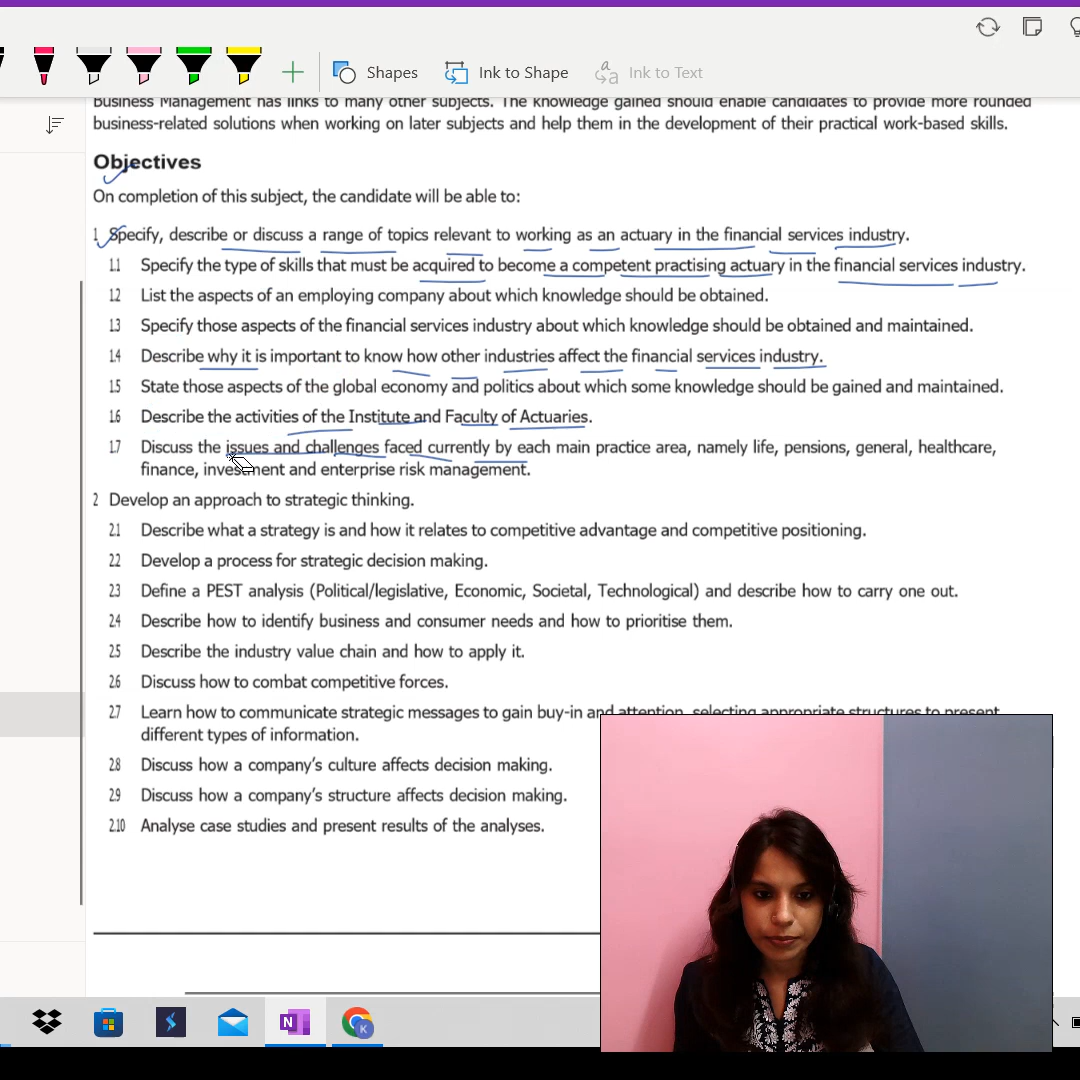 Shapes
Ink to Shape
Ink to Text
Business Management has links to many other subjects. The knowledge gained should enable candidates to provide more rounded
business-related solutions when working on later subjects and help them in the development of their practical work-based skills.
Objectives
On completion of this subject, the candidate will be able to:
1 Specify, describe or discuss a range of topics relevant to working as an actuary in the financial services industry.
1.1 Specify the type of skills that must be acquired to become a competent practising actuary in the financial services industry.
1.2 List the aspects of an employing company about which knowledge should be obtained.
1.3 Specify those aspects of the financial services industry about which knowledge should be obtained and maintained.
1.4 Describe why it is important to know how other industries affect the financial services industry.
1.5 State those aspects of the global economy and politics about which some knowledge should be gained and maintained.
1.6 Describe the activities of the Institute and Faculty of Actuaries.
1.7 Discuss the issues and challenges faced currently by each main practice area, namely life, pensions, general, healthcare,
finance, investment and enterprise risk management.
2 Develop an approach to strategic thinking.
2.1 Describe what a strategy is and how it relates to competitive advantage and competitive positioning.
2.2 Develop a process for strategic decision making.
2.3 Define a PEST analysis (Political/legislative, Economic, Societal, Technological) and describe how to carry one out.
2.4 Describe how to identify business and consumer needs and how to prioritise them.
2.5 Describe the industry value chain and how to apply it.
2.6 Discuss how to combat competitive forces.
2.7 Learn how to communicate strategic messages to gain buy-in and attention, selecting appropriate structures to present
different types of information.
2.8 Discuss how a company's culture affects decision making.
2.9 Discuss how a company's structure affects decision making.
2.10 Analyse case studies and present results of the analyses.
N
K